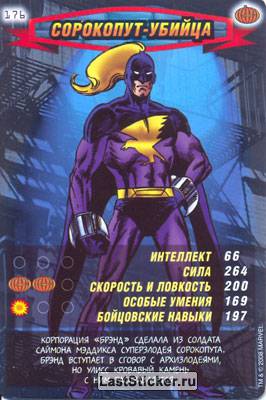 176
СОРОКОПУТ-УБИЙЦА
ИНТЕЛЛЕКТ 66
СИЛА 264
СКОРОСТЬ И ЛОВКОСТЬ 200
ОСОБЫЕ УМЕНИЯ 169
БОЙЦОВСКИЕ НАВЫКИ 197
КОРПОРАЦИЯ «БРЭНД» СДЕЛАЛА ИЗ СОЛДАТА
САЙМОНА МЭДДИКСА СУПЕРЗЛОДЕЯ СОРОКОПУТА.
БРЭНД ВСТУПАЕТ В СГОВОР С АРХИЗЛОДЕЯМИ,
НО УЛИСС КРОВАВЫЙ КАМЕНЬ
С Н
LastSticker.ru
TM & © 2008 MARVEL